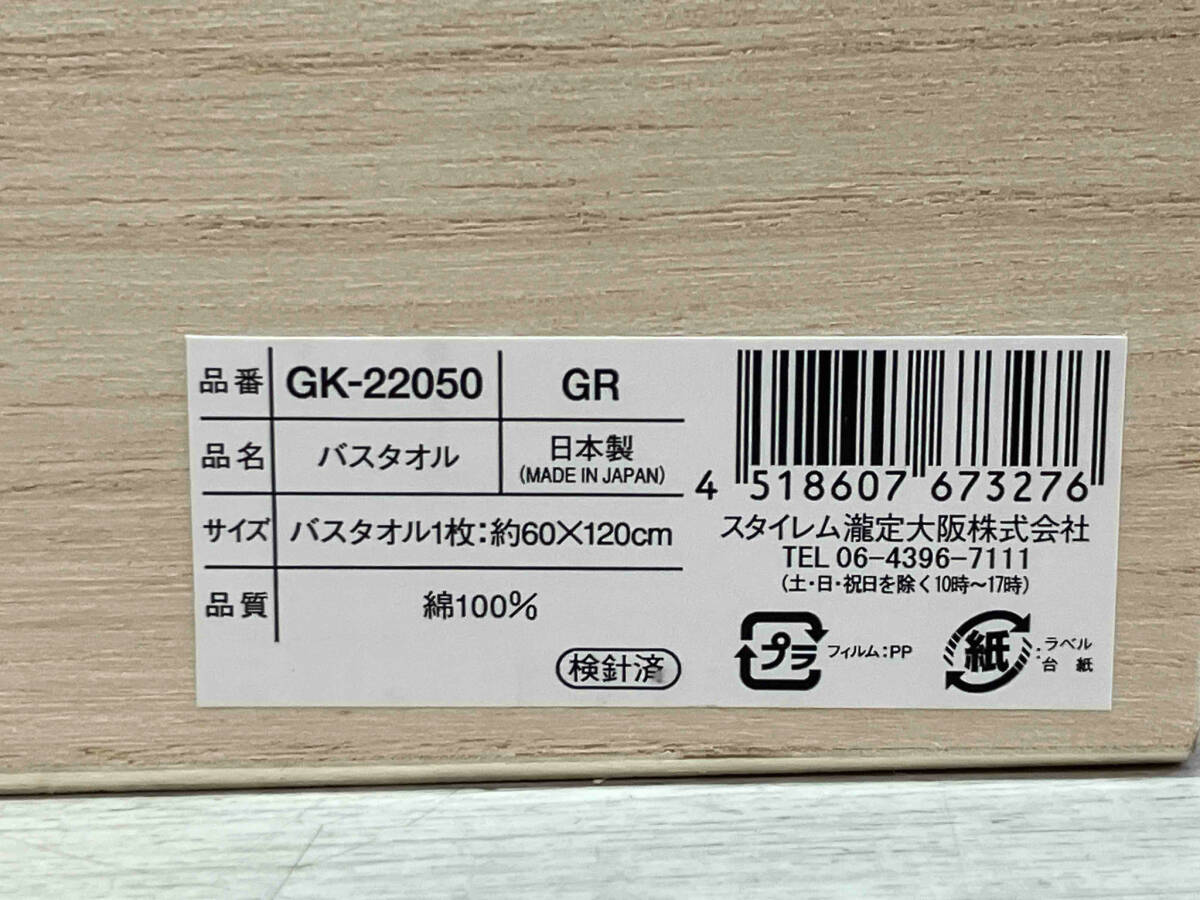 品番 GK-22050 GR
品名 バスタオル 日本製
(MADE IN JAPAN)
サイズ バスタオル1枚:約60×120cm
品質 綿100%
検針済
4 518607 673276
スタイレム瀧定大阪株式会社
TEL 06-4396-7111
(土・日・祝日を除く10時～17時)
プラ フィルム:PP
紙 : ラベル
台紙